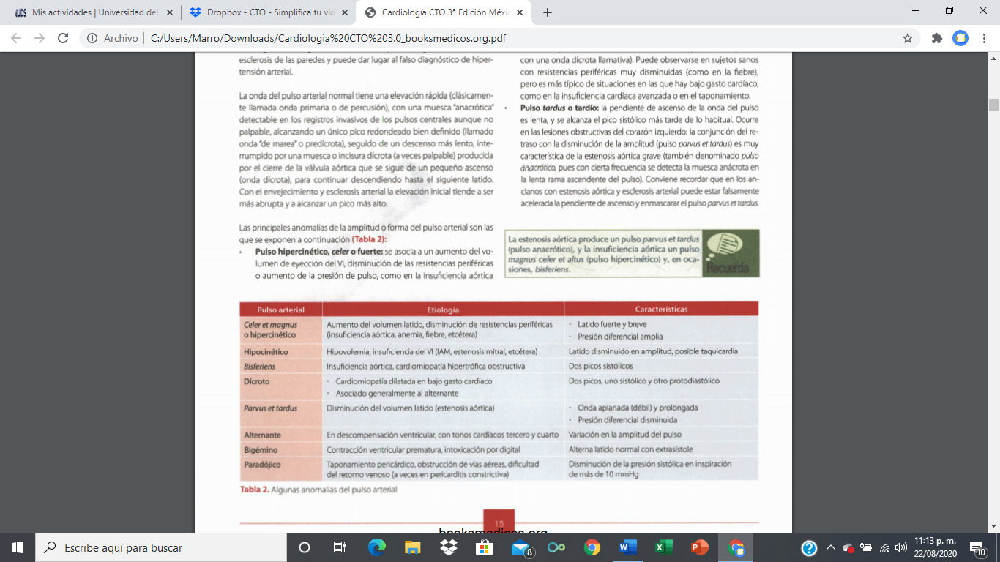 Mis actividades | Universidad del
Dropbox - CTO - Simplifica tu vid
Cardiología CTO 3ª Edición Méxi
Archivo
C:/Users/Marro/Downloads/Cardiologia%20CTO%203.0_booksmedicos.org.pdf
esclerosis de las paredes y puede dar lugar al falso diagnóstico de hiper-
tensión arterial.
La onda del pulso arterial normal tiene una elevación rápida (clásicamen-
te llamada onda primaria o de percusión), con una muesca "anacrótica"
detectable en los registros invasivos de los pulsos centrales aunque no
palpable, alcanzando un único pico redondeado bien definido (llamado
onda "de marea" o predícrota), seguido de un descenso más lento, inte-
rrumpido por una muesca o incisura dícrota (a veces palpable) producida
por el cierre de la válvula aórtica que se sigue de un pequeño ascenso
(onda dícrota), para continuar descendiendo hasta el siguiente latido.
Con el envejecimiento y esclerosis arterial la elevación inicial tiende a ser
más abrupta y a alcanzar un pico más alto.
Las principales anomalías de la amplitud o forma del pulso arterial son las
que se exponen a continuación (Tabla 2):
• Pulso hipercinético, celer o fuerte: se asocia a un aumento del vo-
lumen de eyección del VI, disminución de las resistencias periféricas
o aumento de la presión de pulso, como en la insuficiencia aórtica
con una onda dícrota llamativa). Puede observarse en sujetos sanos
con resistencias periféricas muy disminuidas (como en la fiebre),
pero es más típico de situaciones en las que hay bajo gasto cardíaco,
como en la insuficiencia cardíaca avanzada o en el taponamiento.
• Pulso tardus o tardío: la pendiente de ascenso de la onda del pulso
es lenta, y se alcanza el pico sistólico más tarde de lo habitual. Ocurre
en las lesiones obstructivas del corazón izquierdo: la conjunción del re-
traso con la disminución de la amplitud (pulso parvus et tardus) es muy
característica de la estenosis aórtica grave (también denominado pulso
anacrótico, pues con cierta frecuencia se detecta la muesca anácrota en
la lenta rama ascendente del pulso). Conviene recordar que en los an-
cianos con estenosis aórtica y esclerosis arterial puede estar falsamente
acelerada la pendiente de ascenso y enmascarar el pulso parvus et tardus.
La estenosis aórtica produce un pulso parvus et tardus
(pulso anacrótico), y la insuficiencia aórtica un pulso
magnus celer et altus (pulso hipercinético) y, en oca-
siones, bisferiens.
Recuerda
Pulso arterial Etiología Características
Celer et magnus
o hipercinético
Aumento del volumen latido, disminución de resistencias periféricas
(insuficiencia aórtica, anemia, fiebre, etcétera)
• Latido fuerte y breve
• Presión diferencial amplia
Hipocinético Hipovolemia, insuficiencia del VI (IAM, estenosis mitral, etcétera) Latido disminuido en amplitud, posible taquicardia
Bisferiens Insuficiencia aórtica, cardiomiopatía hipertrófica obstructiva Dos picos sistólicos
Dícroto
• Cardiomiopatía dilatada en bajo gasto cardíaco
• Asociado generalmente al alternante
Dos picos, uno sistólico y otro protodiastólico
Parvus et tardus Disminución del volumen latido (estenosis aórtica)
• Onda aplanada (débil) y prolongada
• Presión diferencial disminuida
Alternante En descompensación ventricular, con tonos cardíacos tercero y cuarto Variación en la amplitud del pulso
Bigémino Contracción ventricular prematura, intoxicación por digital Alterna latido normal con extrasístole
Paradójico
Taponamiento pericárdico, obstrucción de vías aéreas, dificultad
del retorno venoso (a veces en pericarditis constrictiva)
Disminución de la presión sistólica en inspiración
de más de 10 mmHg
Tabla 2. Algunas anomalías del pulso arterial
15
booksmedicos.org
Escribe aquí para buscar
8
11:13 p. m.
22/08/2020
10